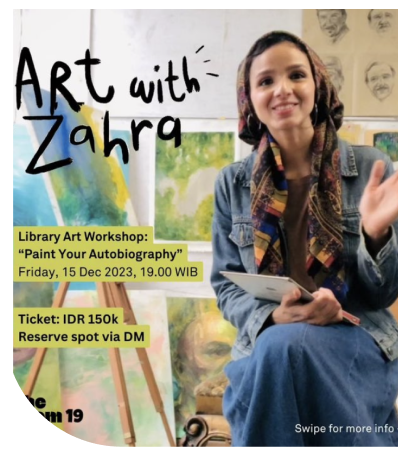 Art with
Zahra
Library Art Workshop:
“Paint Your Autobiography”
Friday, 15 Dec 2023, 19.00 WIB
Ticket: IDR 150k
Reserve spot via DM
19
Swipe for more info